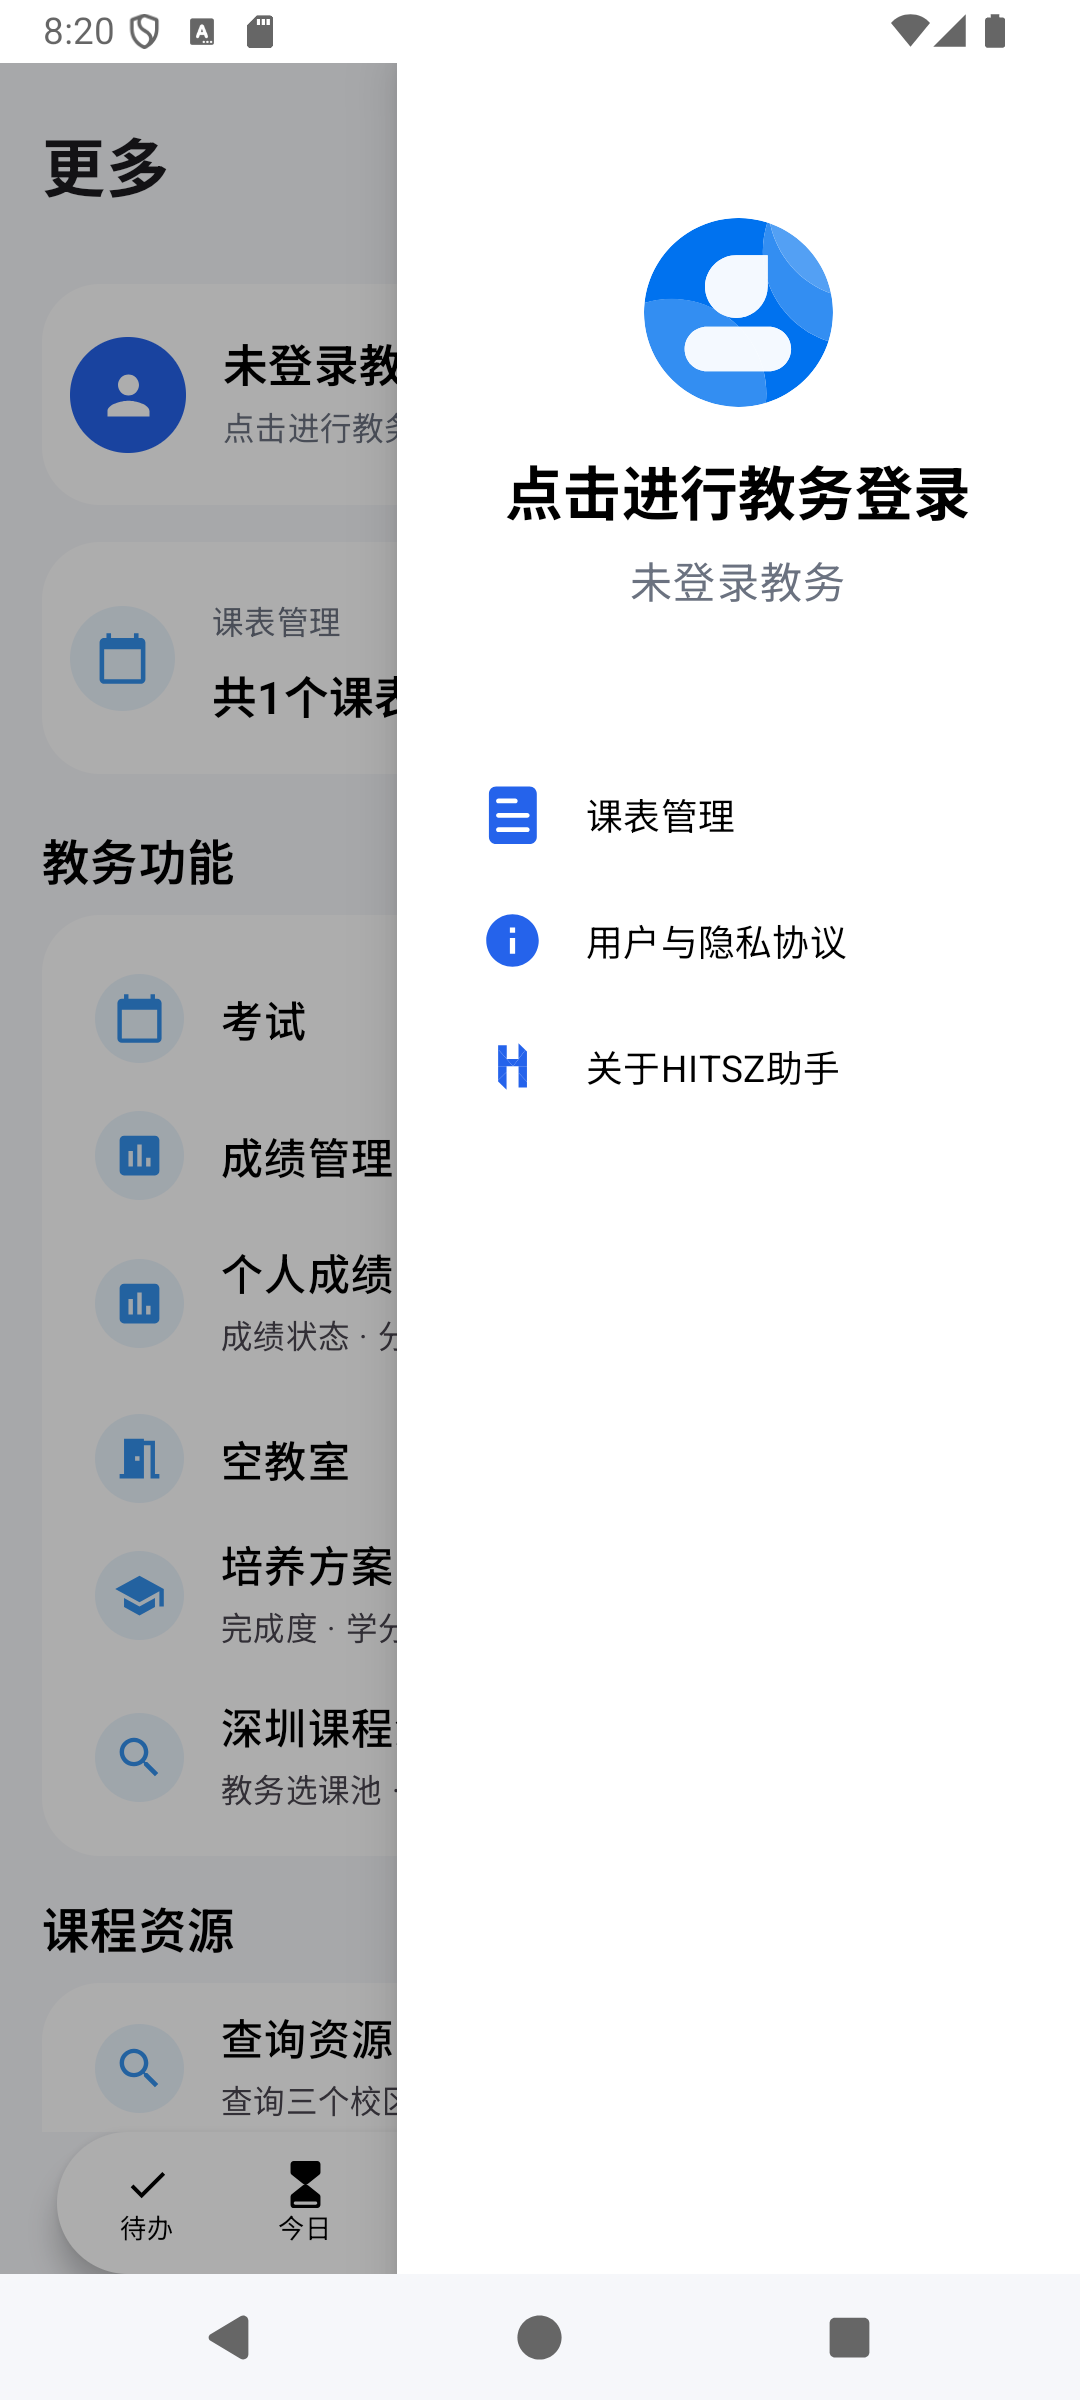 8:20
更多
未登录教
点击进行教
课表管理
共1个课
教务功能
考试
成绩管理
个人成绩
成绩状态 · 分
空教室
培养方案
完成度 · 学分
深圳课程
教务选课池 ·
课程资源
查询资源
查询三个校区
待办
今日
点击进行教务登录
未登录教务
课表管理
用户与隐私协议
关于HITSZ助手